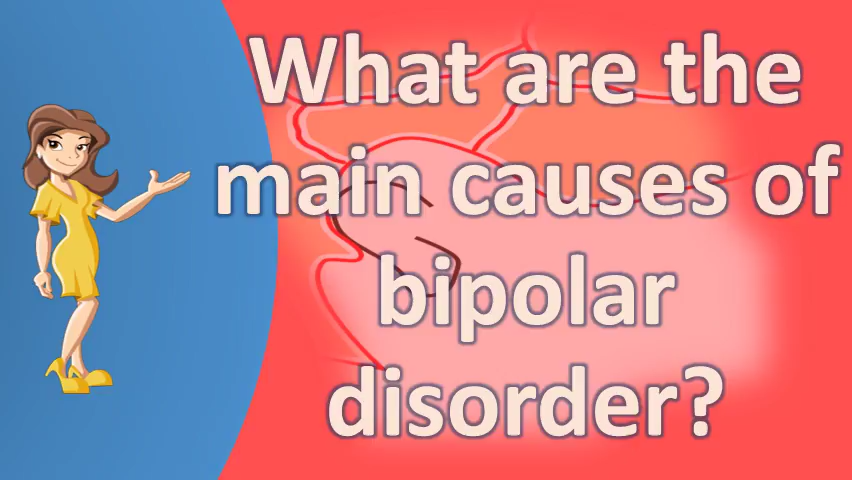 What are the
main causes of
bipolar
disorder?